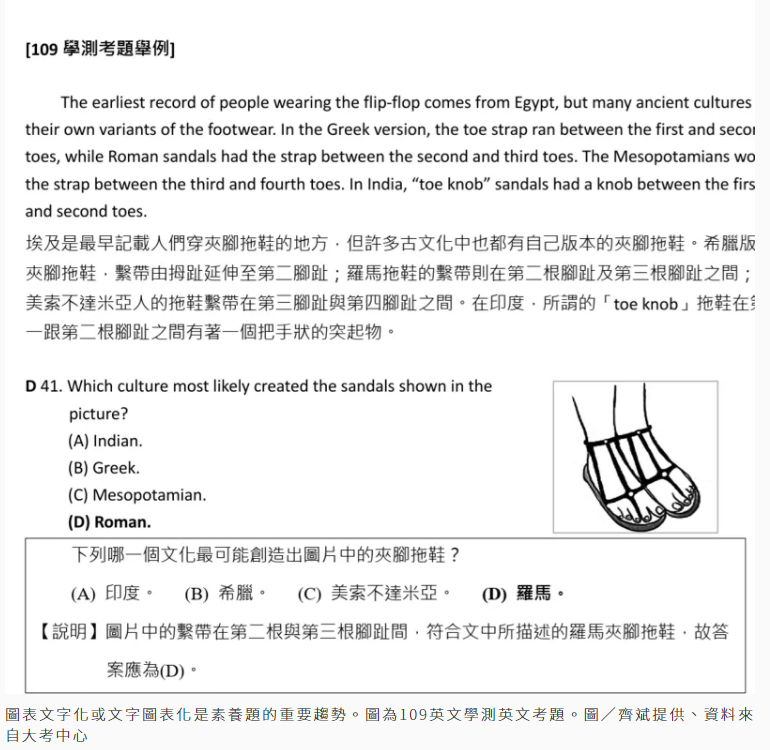 [109 學測考題舉例]
The earliest record of people wearing the flip-flop comes from Egypt, but many ancient cultures
their own variants of the footwear. In the Greek version, the toe strap ran between the first and
toes, while Roman sandals had the strap between the second and third toes. The Mesopotamians
the strap between the third and fourth toes. In India, “toe knob” sandals had a knob between the
and second toes.
埃及是最早記載人們穿夾腳拖鞋的地方，但許多古文化中也都有自己版本的夾腳拖鞋。希臘版
夾腳拖鞋，繫帶由拇趾延伸至第二腳趾；羅馬拖鞋的繫帶則在第二根腳趾及第三根腳趾之間；
美索不達米亞人的拖鞋繫帶在第三腳趾與第四腳趾之間。在印度，所謂的「toe knob」拖鞋在
一跟第二根腳趾之間有著一個把手狀的突起物。
D 41. Which culture most likely created the sandals shown in the
picture?
(A) Indian.
(B) Greek.
(C) Mesopotamian.
(D) Roman.
下列哪一個文化最可能創造出圖片中的夾腳拖鞋？
(A) 印度。 (B) 希臘。 (C) 美索不達米亞。 (D) 羅馬。
【說明】圖片中的繫帶在第二根與第三根腳趾間，符合文中所描述的羅馬夾腳拖鞋，故答
案應為(D)。
圖表文字化或文字圖表化是素養題的重要趨勢。圖為109英文學測英文考題。圖／齊斌提供、資料來
自大考中心